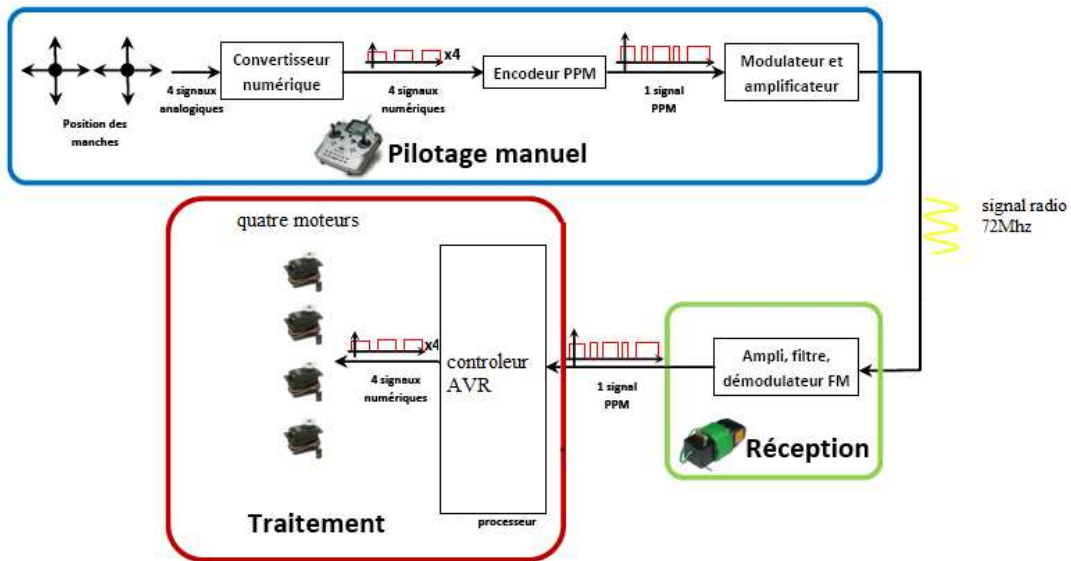 Position des
manches
4 signaux
analogiques
Convertisseur
numérique
x4
4 signaux
numériques
Encodeur PPM
1 signal
PPM
Modulateur et
amplificateur
Pilotage manuel
signal radio
72Mhz
quatre moteurs
x4
4 signaux
numériques
controleur
AVR
processeur
Traitement
1 signal
PPM
Ampli, filtre,
démodulateur FM
Réception